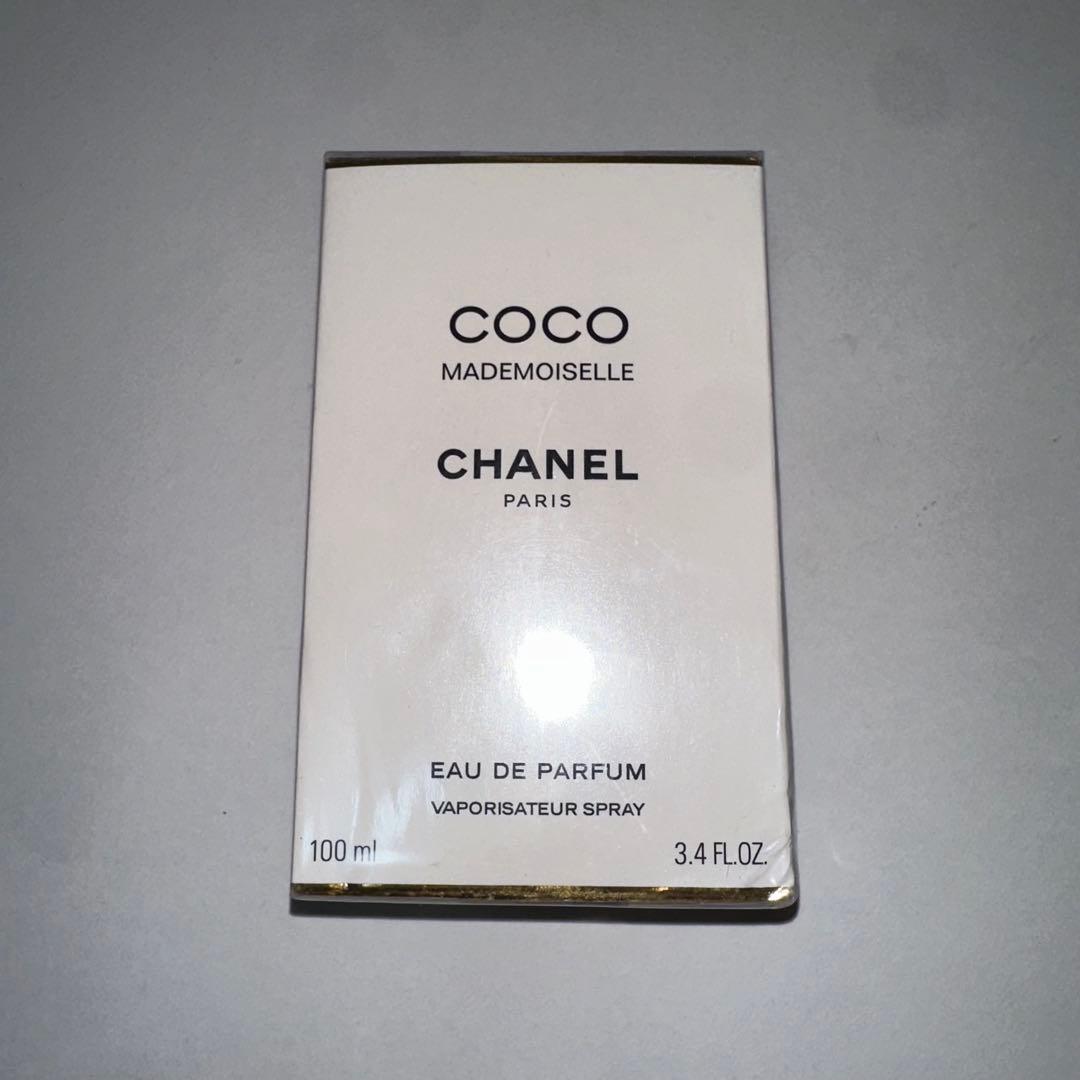 COCO
MADEMOISELLE
CHANEL
PARIS
EAU DE PARFUM
VAPORISATEUR SPRAY
100 ml
3.4 FL.OZ.